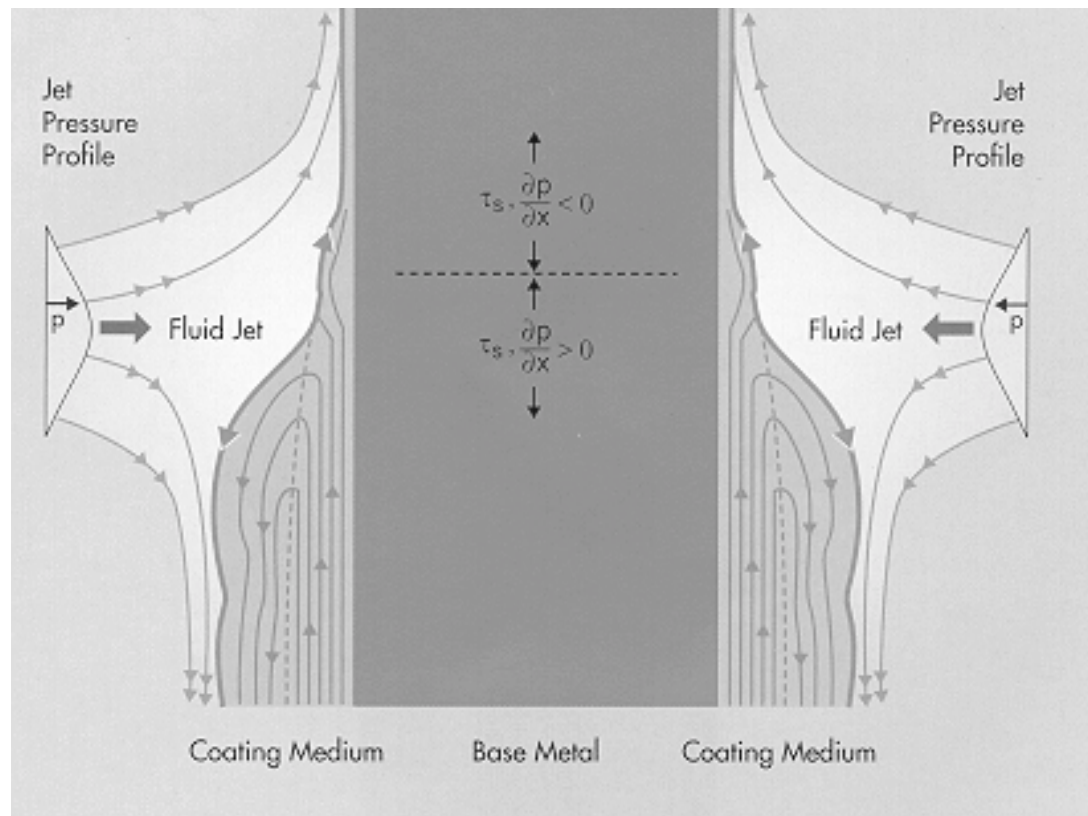 Jet
Pressure
Profile
Jet
Pressure
Profile
τs, ∂p/∂x < 0
p
Fluid Jet
τs, ∂p/∂x > 0
Fluid Jet
p
Coating Medium
Base Metal
Coating Medium